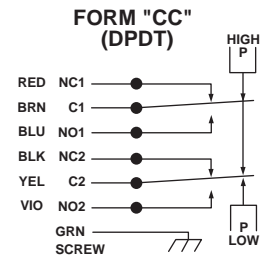 FORM "CC"
(DPDT)
HIGH
P
RED NC1
BRN C1
BLU NO1
BLK NC2
YEL C2
VIO NO2
GRN
SCREW
P
LOW